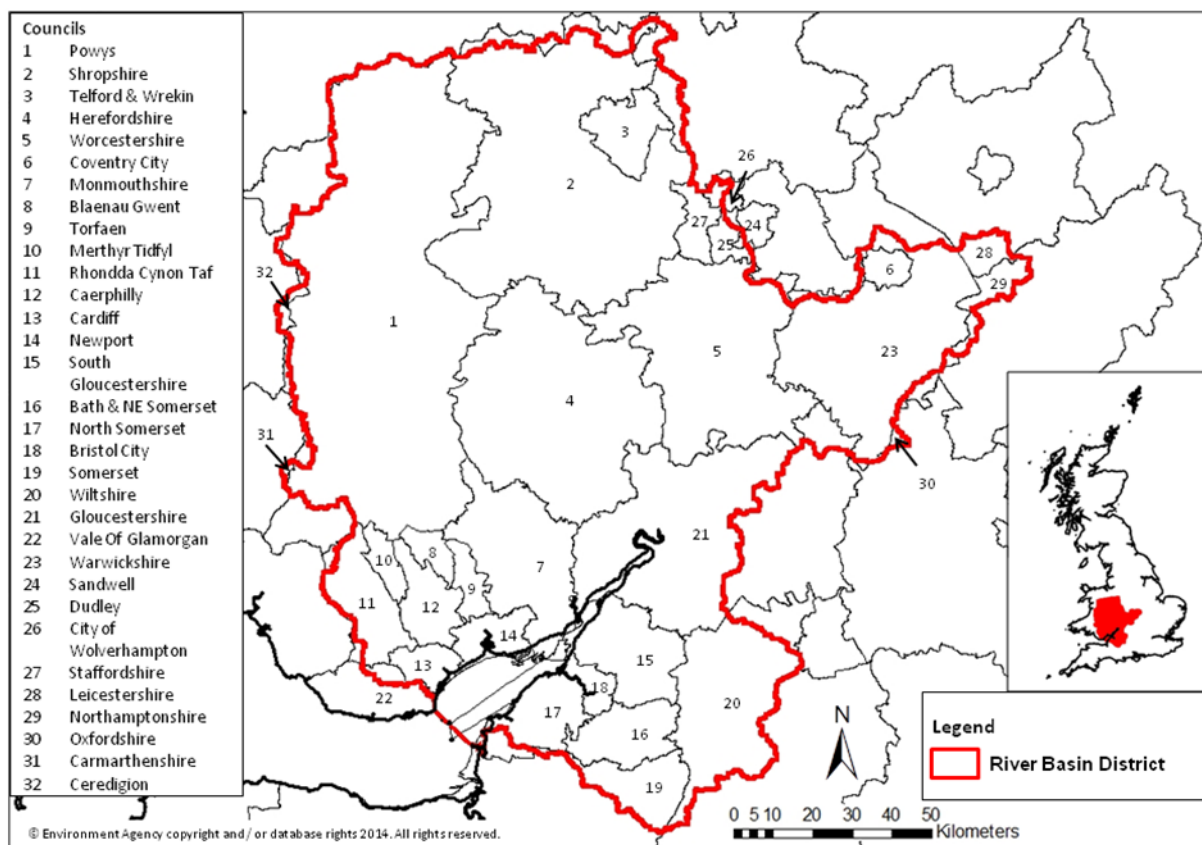 Councils
1 Powys
2 Shropshire
3 Telford & Wrekin
4 Herefordshire
5 Worcestershire
6 Coventry City
7 Monmouthshire
8 Blaenau Gwent
9 Torfaen
10 Merthyr Tidfyl
11 Rhondda Cynon Taf
12 Caerphilly
13 Cardiff
14 Newport
15 South
Gloucestershire
16 Bath & NE Somerset
17 North Somerset
18 Bristol City
19 Somerset
20 Wiltshire
21 Gloucestershire
22 Vale Of Glamorgan
23 Warwickshire
24 Sandwell
25 Dudley
26 City of
Wolverhampton
27 Staffordshire
28 Leicestershire
29 Northamptonshire
30 Oxfordshire
31 Carmarthenshire
32 Ceredigion
3
26
2
27
24
25
28
32
6
29
1
5
23
4
31
30
21
10
8
7
9
11
12
14
13
15
22
18
17
20
16
19
N
Legend
River Basin District
0 5 10 20 30 40 50
Kilometers
© Environment Agency copyright and / or database rights 2014. All rights reserved.